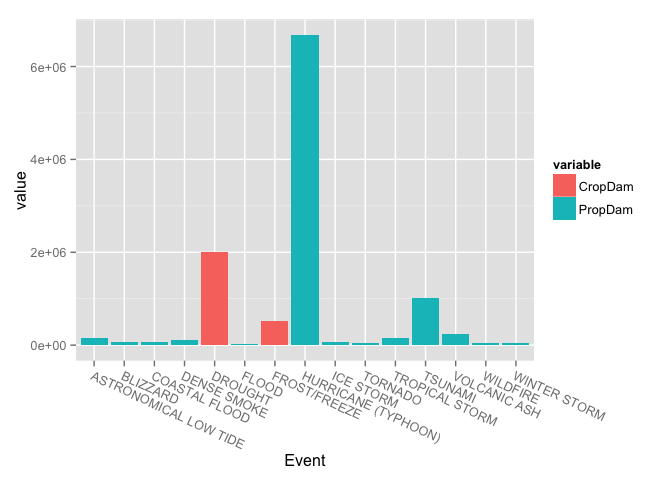 6e+06
4e+06
2e+06
0e+00
value
ASTRONOMICAL LOW TIDE
BLIZZARD
COASTAL FLOOD
DENSE SMOKE
DROUGHT
FLOOD
FROST/FREEZE
HURRICANE (TYPHOON)
ICE STORM
TORNADO
TROPICAL STORM
TSUNAMI
VOLCANIC ASH
WILDFIRE
WINTER STORM
Event
variable
CropDam
PropDam